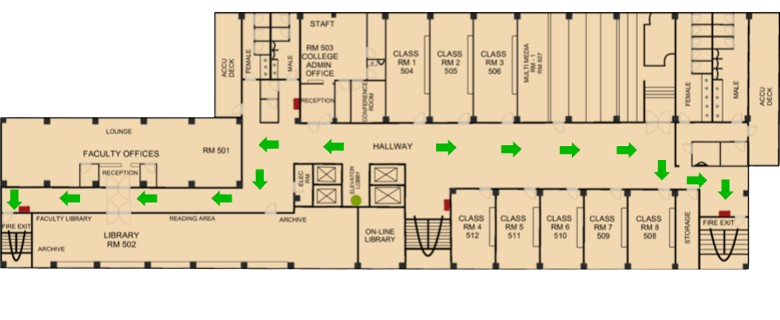 STAFT
RM 503
COLLEGE
ADMIN
OFFICE
RECEPTION
CONFERENCE
ROOM
ACCU
DECK
FEMALE
MALE
CLASS
RM 1
504
CLASS
RM 2
505
CLASS
RM 3
506
MULTI MEDIA
RM - 1
RM 507
FEMALE
MALE
ACCU
DECK
LOUNGE
FACULTY OFFICES
RM 501
RECEPTION
HALLWAY
ELEC
RM
ELEVATOR
LOBBY
FACULTY LIBRARY
READING AREA
ARCHIVE
FIRE EXIT
ARCHIVE
LIBRARY
RM 502
ON-LINE
LIBRARY
CLASS
RM 4
512
CLASS
RM 5
511
CLASS
RM 6
510
CLASS
RM 7
509
CLASS
RM 8
508
STORAGE
FIRE EXIT